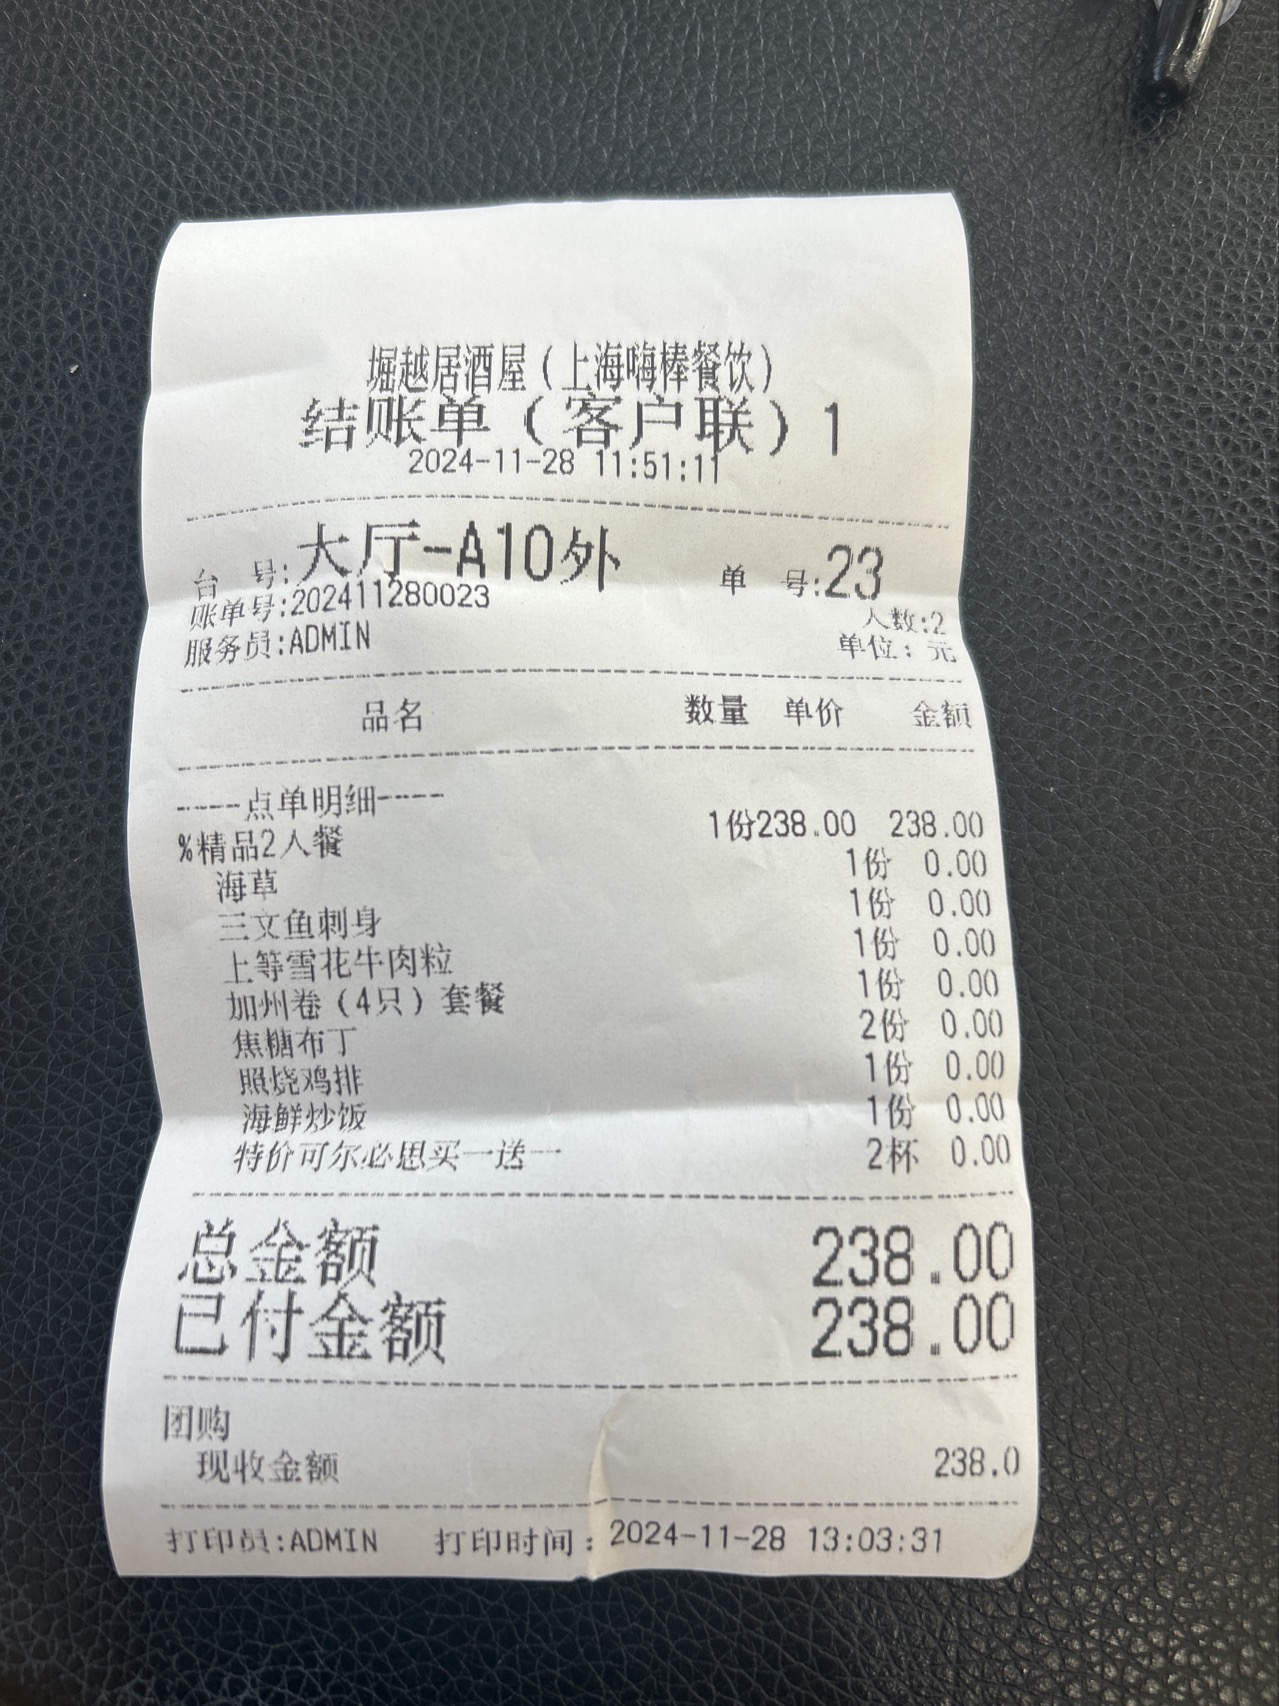 堀越居酒屋(上海嗨棒餐饮)
结账单(客户联)1
2024-11-28 11:51:11
台 号:大厅-A10外 单 号:23
账单号:202411280023 人数:2
服务员:ADMIN 单位: 元
品名 数量 单价 金额
----点单明细----
%精品2人餐 1份238.00 238.00
海草 1份 0.00
三文鱼刺身 1份 0.00
上等雪花牛肉粒 1份 0.00
加州卷(4只)套餐 1份 0.00
焦糖布丁 2份 0.00
照烧鸡排 1份 0.00
海鲜炒饭 1份 0.00
特价可尔必思买一送一 2杯 0.00
总金额 238.00
已付金额 238.00
团购
现收金额 238.0
打印员:ADMIN 打印时间: 2024-11-28 13:03:31